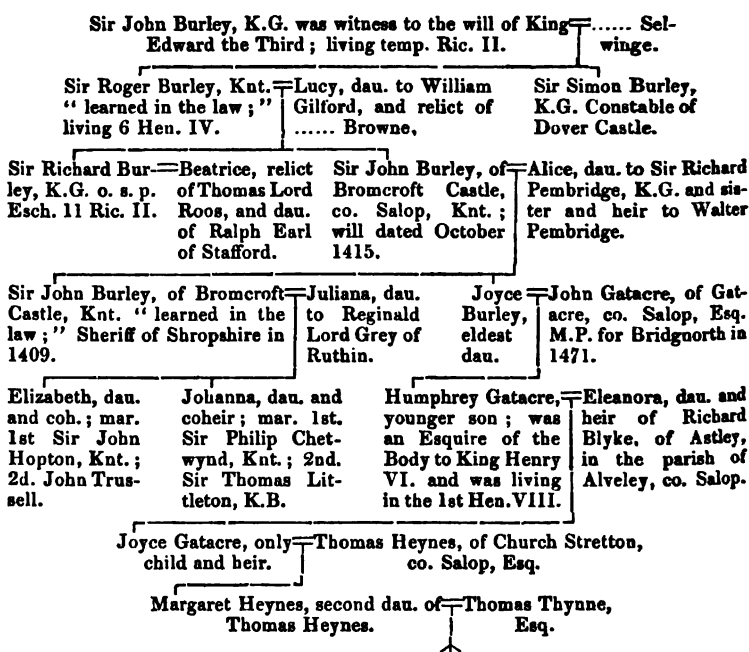 Sir John Burley, K.G. was witness to the will of King
Edward the Third ; living temp. Ric. II.
...... Sel-
winge.
Sir Roger Burley, Knt.
“ learned in the law ; ”
living 6 Hen. IV.
Lucy, dau. to William
Gilford, and relict of
...... Browne.
Sir Simon Burley,
K.G. Constable of
Dover Castle.
Sir Richard Bur-
ley, K.G. o. s. p.
Esch. 11 Ric. II.
Beatrice, relict
of Thomas Lord
Roos, and dau.
of Ralph Earl
of Stafford.
Sir John Burley, of
Bromcroft Castle,
co. Salop, Knt. ;
will dated October
1415.
Alice, dau. to Sir Richard
Pembridge, K.G. and sis-
ter and heir to Walter
Pembridge.
Sir John Burley, of Bromcroft
Castle, Knt. “ learned in the
law ; ” Sheriff of Shropshire in
1409.
Juliana, dau.
to Reginald
Lord Grey of
Ruthin.
Joyce
Burley,
eldest
dau.
John Gatacre, of Gat-
acre, co. Salop, Esq.
M.P. for Bridgnorth in
1471.
Elizabeth, dau.
and coh. ; mar.
1st Sir John
Hopton, Knt. ;
2d. John Trus-
sell.
Johanna, dau. and
coheir ; mar. 1st.
Sir Philip Chet-
wynd, Knt. ; 2nd.
Sir Thomas Lit-
tleton, K.B.
Humphrey Gatacre,
younger son ; was
an Esquire of the
Body to King Henry
VI. and was living
in the 1st Hen. VIII.
Eleanora, dau. and
heir of Richard
Blyke, of Astley,
in the parish of
Alveley, co. Salop.
Joyce Gatacre, only
child and heir.
Thomas Heynes, of Church Stretton,
co. Salop, Esq.
Margaret Heynes, second dau. of
Thomas Heynes.
Thomas Thynne,
Esq.